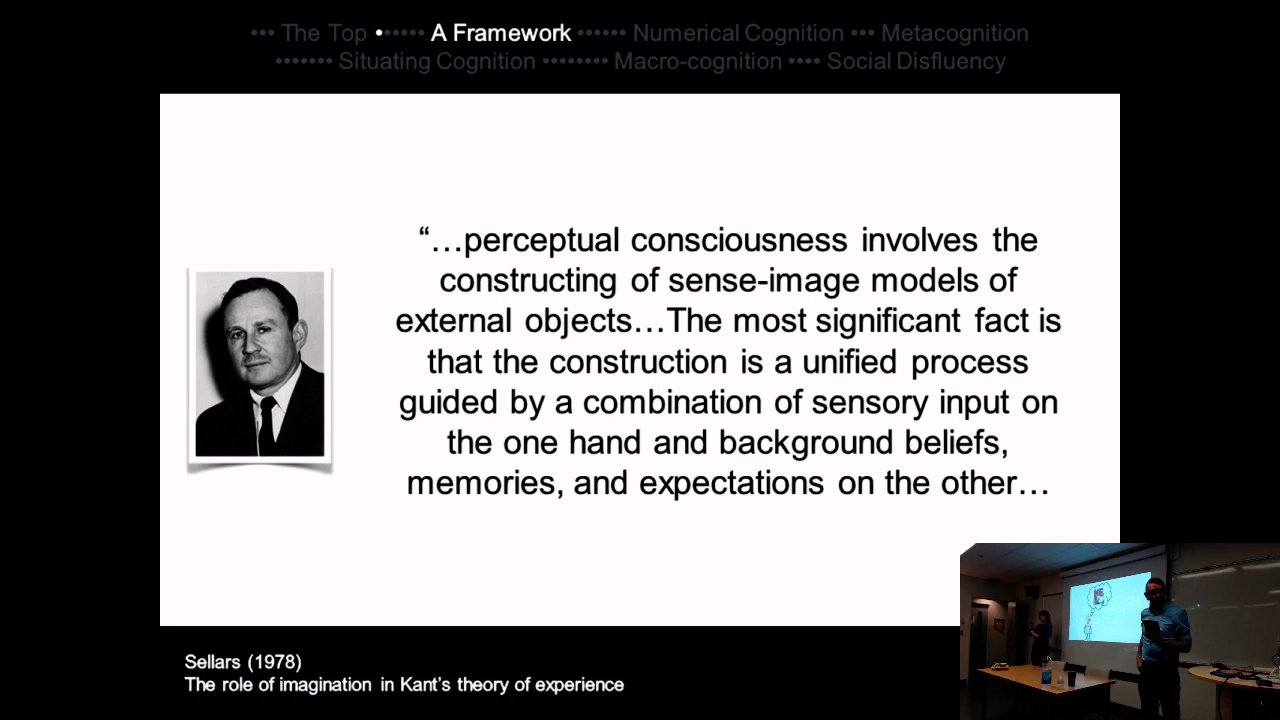 ••• The Top ••••••• A Framework •••••• Numerical Cognition ••• Metacognition
••••••• Situating Cognition •••••••• Macro-cognition •••• Social Disfluency
“…perceptual consciousness involves the
constructing of sense-image models of
external objects…The most significant fact is
that the construction is a unified process
guided by a combination of sensory input on
the one hand and background beliefs,
memories, and expectations on the other…
Sellars (1978)
The role of imagination in Kant’s theory of experience